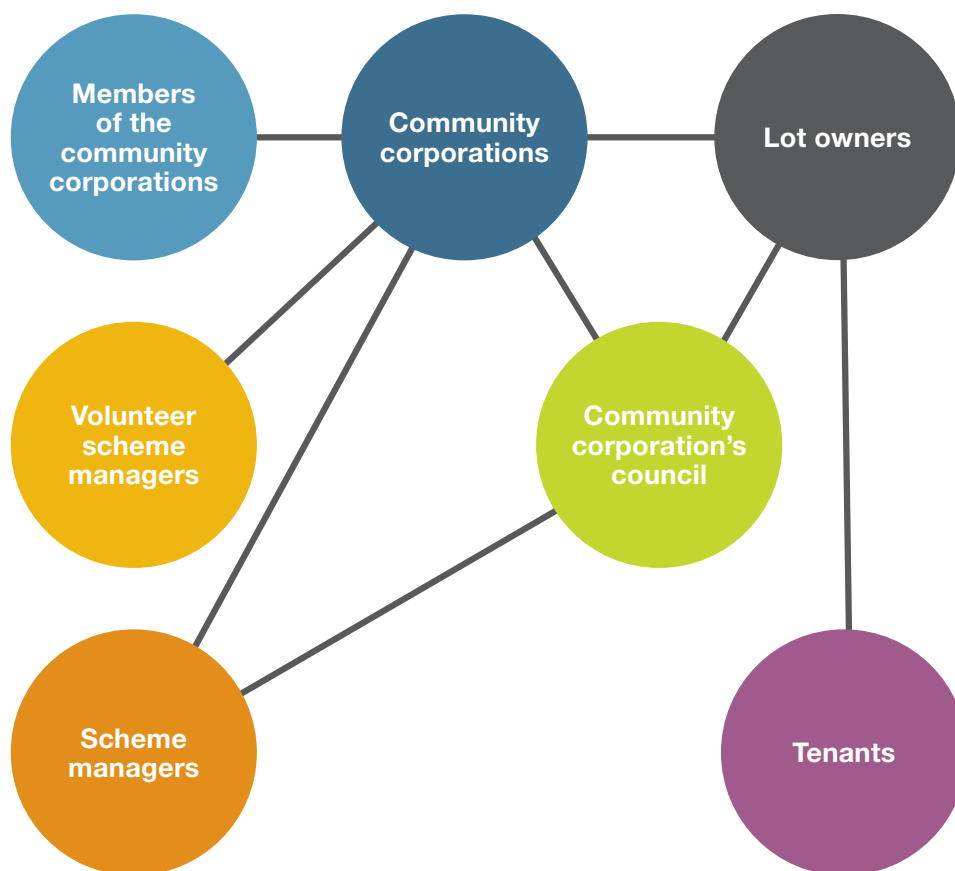 Members
of the
community
corporations
Community
corporations
Lot owners
Volunteer
scheme
managers
Community
corporation’s
council
Scheme
managers
Tenants